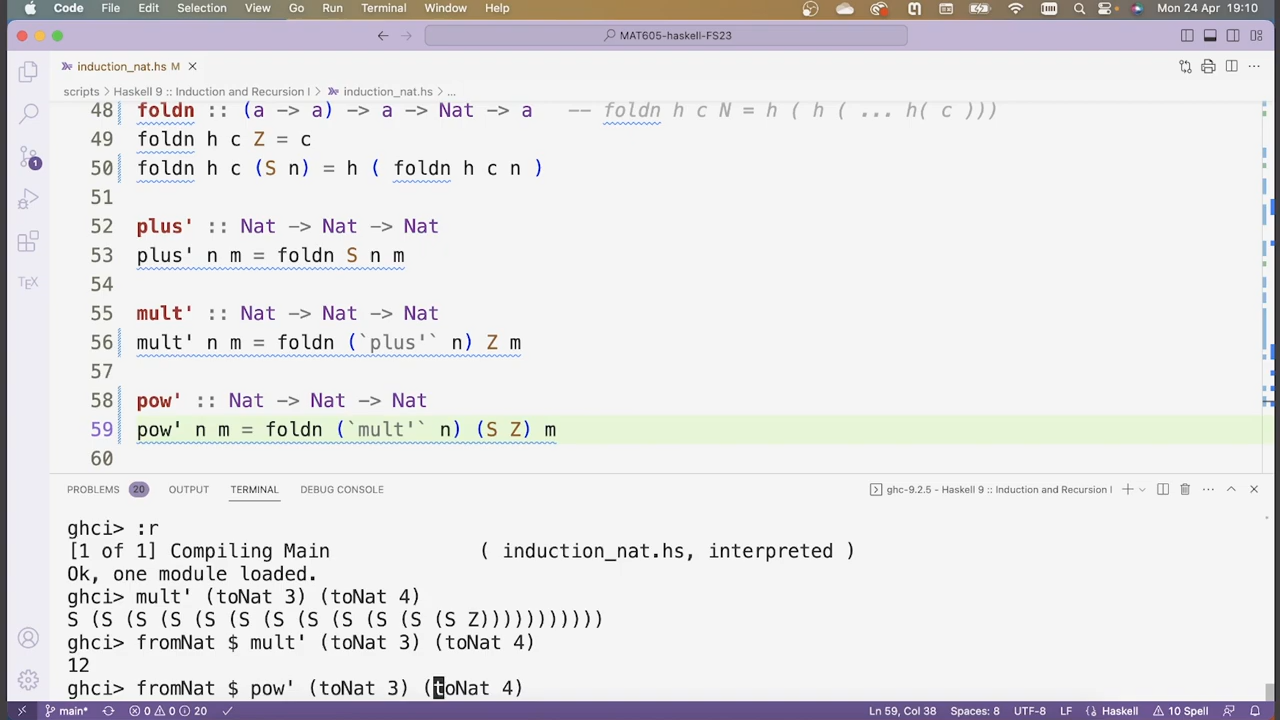 Code File Edit Selection View Go Run Terminal Window Help Mon 24 Apr 19:10
MAT605-haskell-FS23
induction_nat.hs M
scripts > Haskell 9 :: Induction and Recursion I > induction_nat.hs > ...
48 foldn :: (a -> a) -> a -> Nat -> a -- foldn h c N = h ( h ( ... h( c )))
49 foldn h c Z = c
50 foldn h c (S n) = h ( foldn h c n )
51
52 plus' :: Nat -> Nat -> Nat
53 plus' n m = foldn S n m
54
55 mult' :: Nat -> Nat -> Nat
56 mult' n m = foldn (`plus'` n) Z m
57
58 pow' :: Nat -> Nat -> Nat
59 pow' n m = foldn (`mult'` n) (S Z) m
60
PROBLEMS 20 OUTPUT TERMINAL DEBUG CONSOLE ghc-9.2.5 - Haskell 9 :: Induction and Recursion I
ghci> :r
[1 of 1] Compiling Main ( induction_nat.hs, interpreted )
Ok, one module loaded.
ghci> mult' (toNat 3) (toNat 4)
S (S (S (S (S (S (S (S (S (S (S (S Z)))))))))))
ghci> fromNat $ mult' (toNat 3) (toNat 4)
12
ghci> fromNat $ pow' (toNat 3) (toNat 4)
main* 0 0 20 Ln 59, Col 38 Spaces: 8 UTF-8 LF Haskell 10 Spell